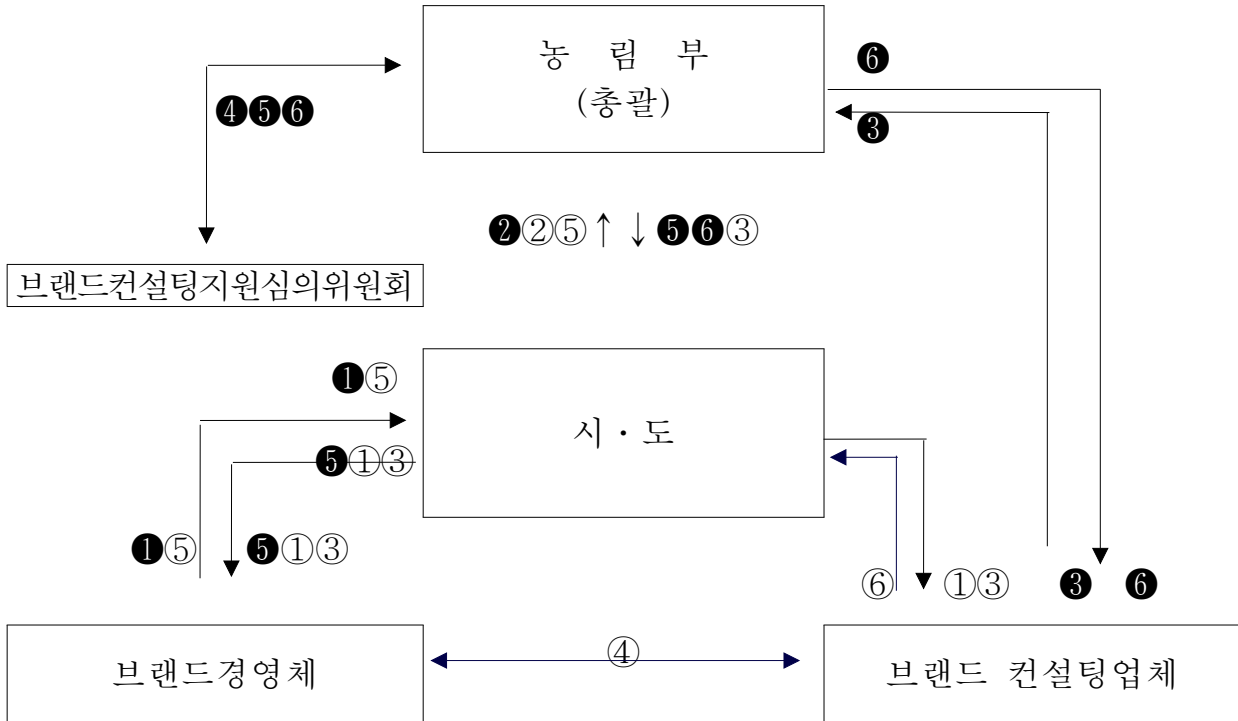 농 림 부
(총괄)
❻
❸
❹❺❻
❷②⑤↑ ↓❺❻③
브랜드컨설팅지원심의위원회
❶⑤
시·도
❺①③
❶⑤ ❺①③
⑥ ①③ ❸ ❻
④
브랜드경영체
브랜드 컨설팅업체